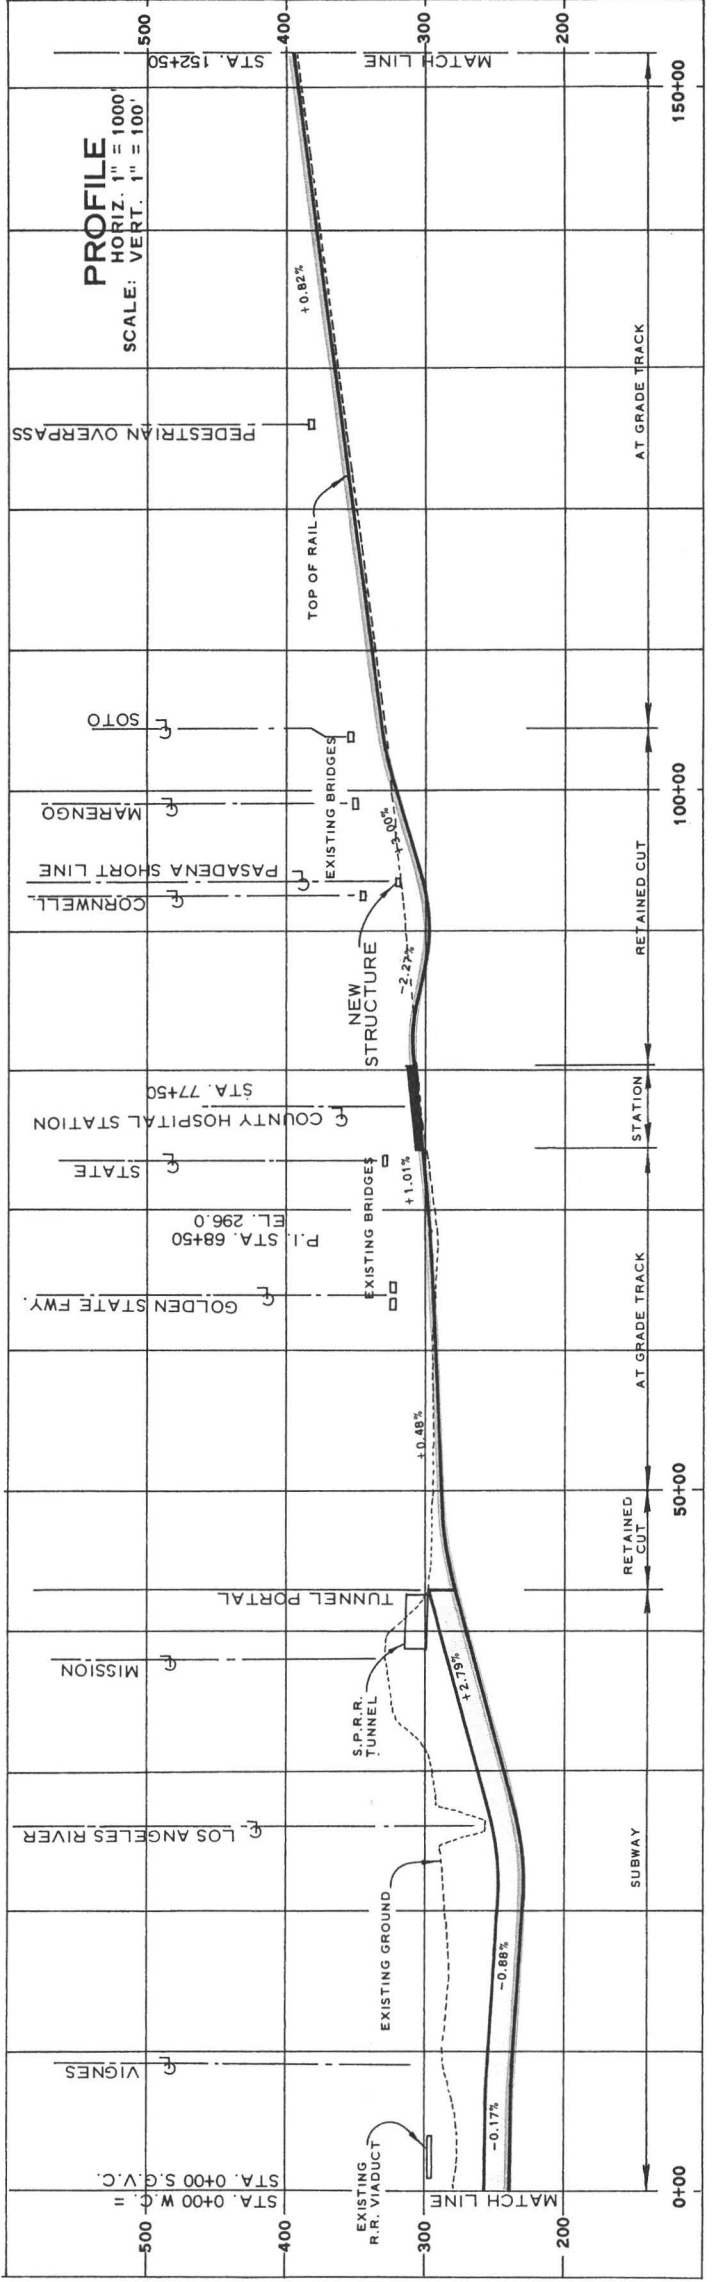 PROFILE
HORIZ. 1" = 1000'
SCALE: VERT. 1" = 100'
500
400
300
200
STA. 0+00 W.C. =
STA. 0+00 S.G.V.C.
MATCH LINE
EXISTING
R.R. VIADUCT
℄ VIGNES
EXISTING GROUND
℄ LOS ANGELES RIVER
S.P.R.R.
TUNNEL
℄ MISSION
TUNNEL PORTAL
℄ GOLDEN STATE FWY.
P.I. STA. 68+50
EL. 296.0
EXISTING BRIDGES
℄ STATE
℄ COUNTY HOSPITAL STATION
STA. 77+50
NEW
STRUCTURE
℄ CORNWELL
℄ PASADENA SHORT LINE
℄ MARENGO
EXISTING BRIDGES
℄ SOTO
TOP OF RAIL
PEDESTRIAN OVERPASS
STA. 152+50
MATCH LINE
500
400
300
200
-0.17%
-0.88%
+2.79%
+0.48%
+1.01%
-2.27%
+3.00%
+0.82%
SUBWAY
RETAINED
CUT
AT GRADE TRACK
STATION
RETAINED CUT
AT GRADE TRACK
0+00
50+00
100+00
150+00